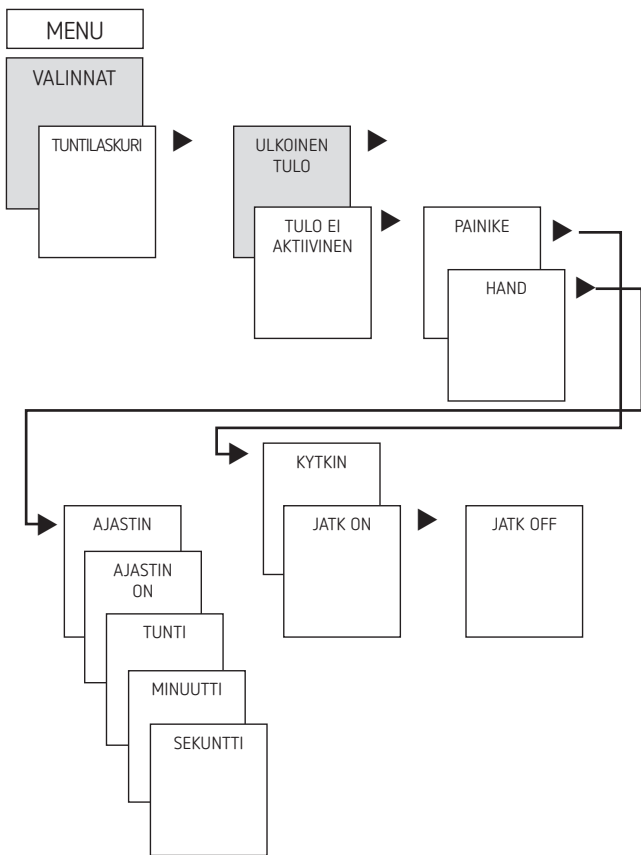 MENU
VALINNAT
TUNTILASKURI
ULKOINEN
TULO
TULO EI
AKTIIVINEN
PAINIKE
HAND
KYTKIN
JATK ON
JATK OFF
AJASTIN
AJASTIN
ON
TUNTI
MINUUTTI
SEKUNTTI